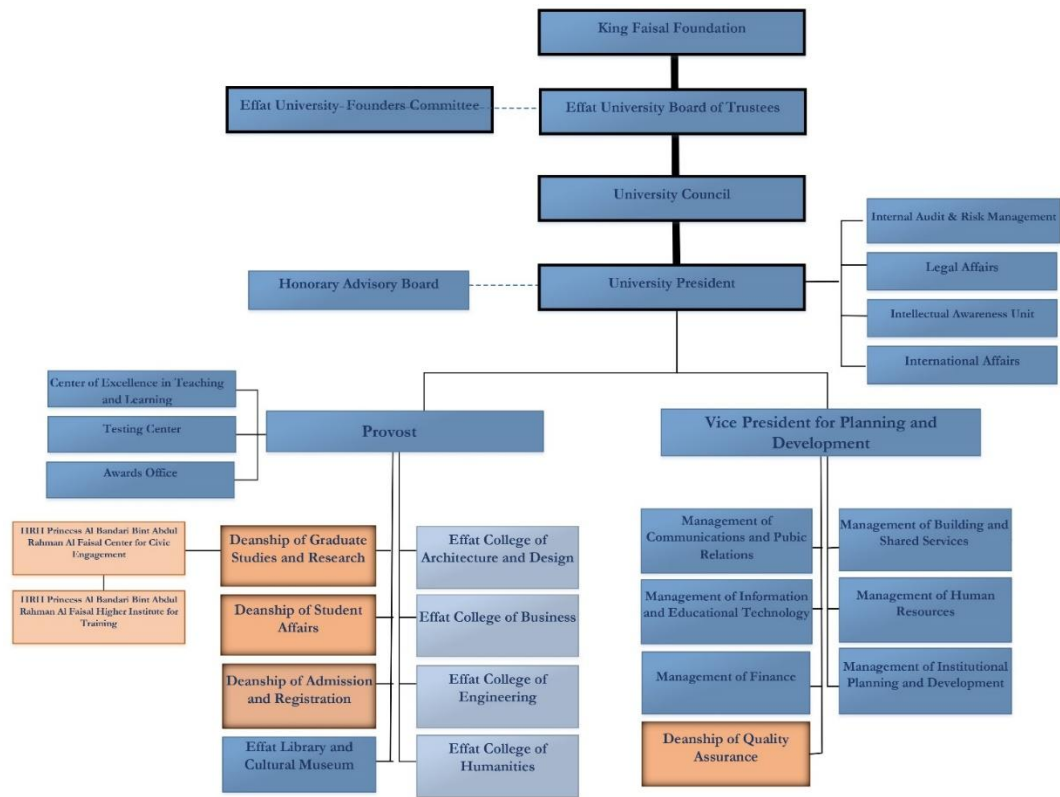 King Faisal Foundation
Effat University- Founders Committee
Effat University Board of Trustees
University Council
Internal Audit & Risk Management
Legal Affairs
Honorary Advisory Board
University President
Intellectual Awareness Unit
International Affairs
Center of Excellence in Teaching
and Learning
Testing Center
Awards Office
Provost
Vice President for Planning and
Development
HRH Princess Al Bandari Bint Abdul
Rahman Al Faisal Center for Civic
Engagement
HRH Princess Al Bandari Bint Abdul
Rahman Al Faisal Higher Institute for
Training
Deanship of Graduate
Studies and Research
Deanship of Student
Affairs
Deanship of Admission
and Registration
Effat Library and
Cultural Museum
Effat College of
Architecture and Design
Effat College of Business
Effat College of
Engineering
Effat College of
Humanities
Management of
Communications and Pubic
Relations
Management of Information
and Educational Technology
Management of Finance
Deanship of Quality
Assurance
Management of Building and
Shared Services
Management of Human
Resources
Management of Institutional
Planning and Development